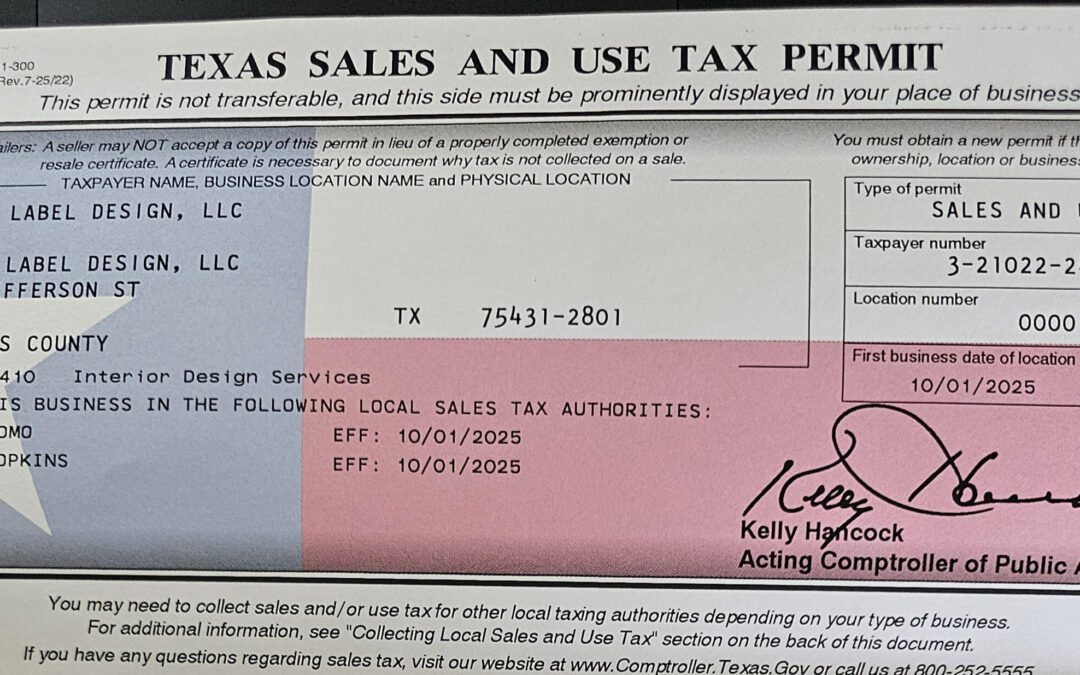 1-300
TEXAS SALES AND USE TAX PERMIT
Rev.7-25/22)
This permit is not transferable, and this side must be prominently displayed in your place of business
ailers: A seller may NOT accept a copy of this permit in lieu of a properly completed exemption or
resale certificate. A certificate is necessary to document why tax is not collected on a sale.
You must obtain a new permit if th
ownership, location or business
TAXPAYER NAME, BUSINESS LOCATION NAME and PHYSICAL LOCATION
Type of permit
LABEL DESIGN, LLC
SALES AND
Taxpayer number
LABEL DESIGN, LLC
3-21022-2
FFERSON ST
Location number
TX 75431-2801
0000
S COUNTY
First business date of location
410 Interior Design Services
10/01/2025
IS BUSINESS IN THE FOLLOWING LOCAL SALES TAX AUTHORITIES:
OMO EFF: 10/01/2025
OPKINS EFF: 10/01/2025
Kelly Hancock
Acting Comptroller of Public
You may need to collect sales and/or use tax for other local taxing authorities depending on your type of business.
For additional information, see "Collecting Local Sales and Use Tax" section on the back of this document.
If you have any questions regarding sales tax, visit our website at www.Comptroller.Texas.Gov or call us at 800-252-5555